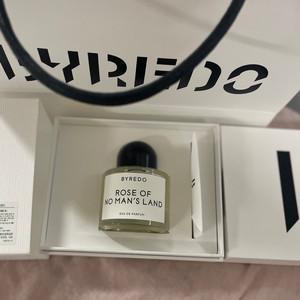 BYREDO
BYREDO
ROSE OF
NO MAN'S LAND
EAU DE PARFUM